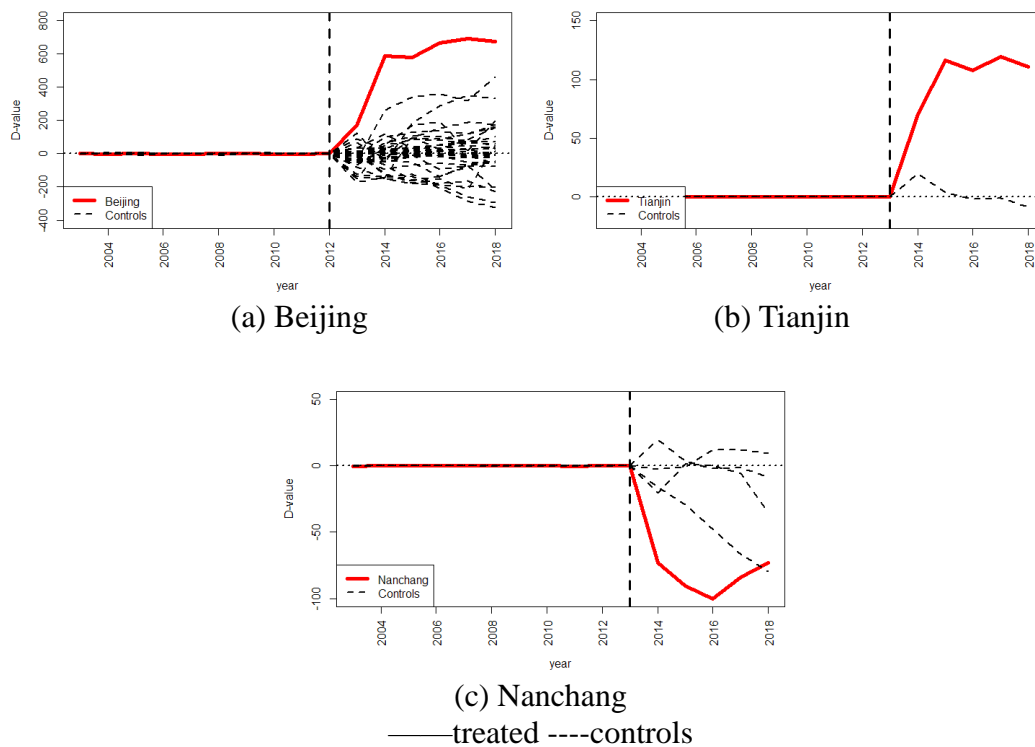 800
600
400
200
0
-200
-400
D-value
Beijing
Controls
2004
2006
2008
2010
2012
2014
2016
2018
year
(a) Beijing
150
100
50
0
D-value
Tianjin
Controls
2004
2006
2008
2010
2012
2014
2016
2018
year
(b) Tianjin
50
0
-50
-100
D-value
Nanchang
Controls
2004
2006
2008
2010
2012
2014
2016
2018
year
(c) Nanchang
——treated ----controls